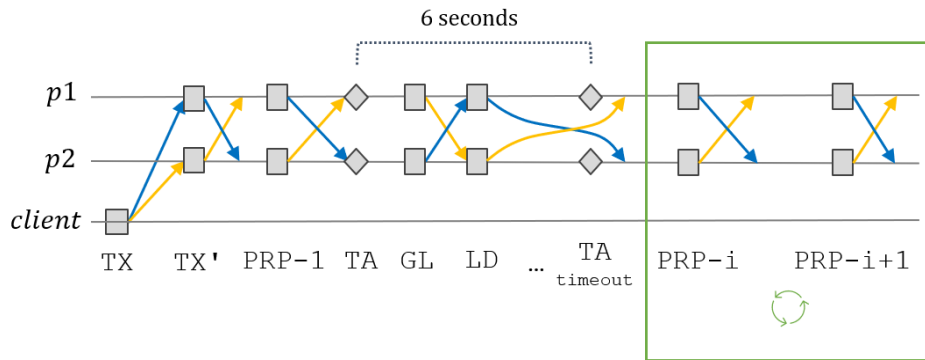 6 seconds
p1
p2
client
TX TX' PRP-1 TA GL LD ... TA PRP-i PRP-i+1
timeout